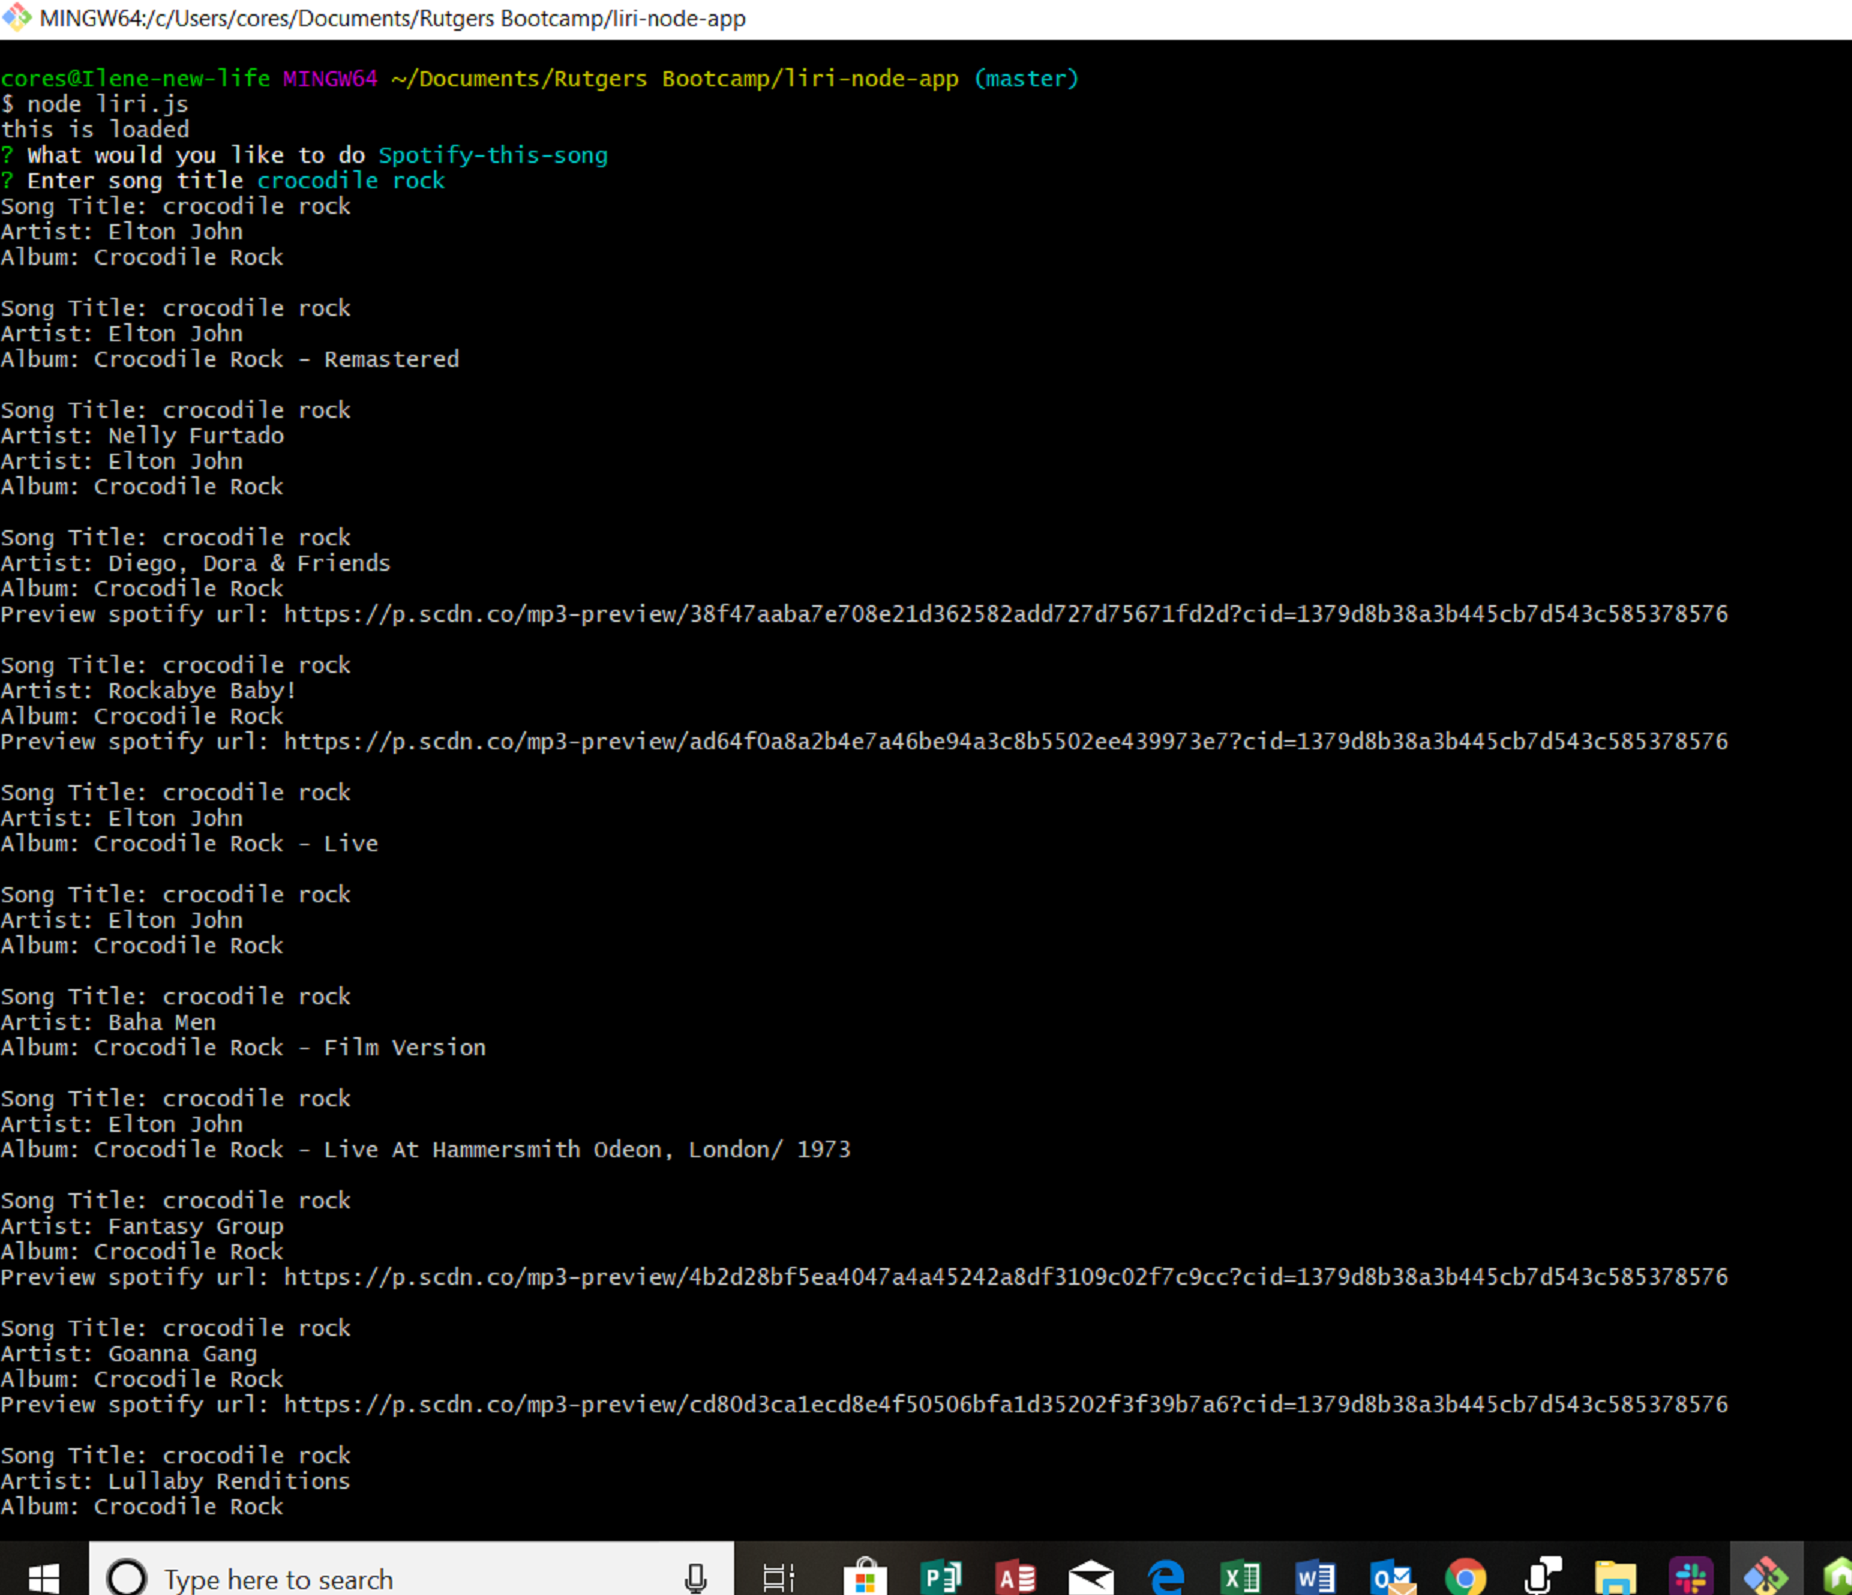 MINGW64:/c/Users/cores/Documents/Rutgers Bootcamp/liri-node-app
cores@Ilene-new-life MINGW64 ~/Documents/Rutgers Bootcamp/liri-node-app (master)
$ node liri.js
this is loaded
? What would you like to do Spotify-this-song
? Enter song title crocodile rock
Song Title: crocodile rock
Artist: Elton John
Album: Crocodile Rock
Song Title: crocodile rock
Artist: Elton John
Album: Crocodile Rock - Remastered
Song Title: crocodile rock
Artist: Nelly Furtado
Artist: Elton John
Album: Crocodile Rock
Song Title: crocodile rock
Artist: Diego, Dora & Friends
Album: Crocodile Rock
Preview spotify url: https://p.scdn.co/mp3-preview/38f47aaba7e708e21d362582add727d75671fd2d?cid=1379d8b38a3b445cb7d543c585378576
Song Title: crocodile rock
Artist: Rockabye Baby!
Album: Crocodile Rock
Preview spotify url: https://p.scdn.co/mp3-preview/ad64f0a8a2b4e7a46be94a3c8b5502ee439973e7?cid=1379d8b38a3b445cb7d543c585378576
Song Title: crocodile rock
Artist: Elton John
Album: Crocodile Rock - Live
Song Title: crocodile rock
Artist: Elton John
Album: Crocodile Rock
Song Title: crocodile rock
Artist: Baha Men
Album: Crocodile Rock - Film Version
Song Title: crocodile rock
Artist: Elton John
Album: Crocodile Rock - Live At Hammersmith Odeon, London/ 1973
Song Title: crocodile rock
Artist: Fantasy Group
Album: Crocodile Rock
Preview spotify url: https://p.scdn.co/mp3-preview/4b2d28bf5ea4047a4a45242a8df3109c02f7c9cc?cid=1379d8b38a3b445cb7d543c585378576
Song Title: crocodile rock
Artist: Goanna Gang
Album: Crocodile Rock
Preview spotify url: https://p.scdn.co/mp3-preview/cd80d3ca1ecd8e4f50506bfa1d35202f3f39b7a6?cid=1379d8b38a3b445cb7d543c585378576
Song Title: crocodile rock
Artist: Lullaby Renditions
Album: Crocodile Rock
Type here to search